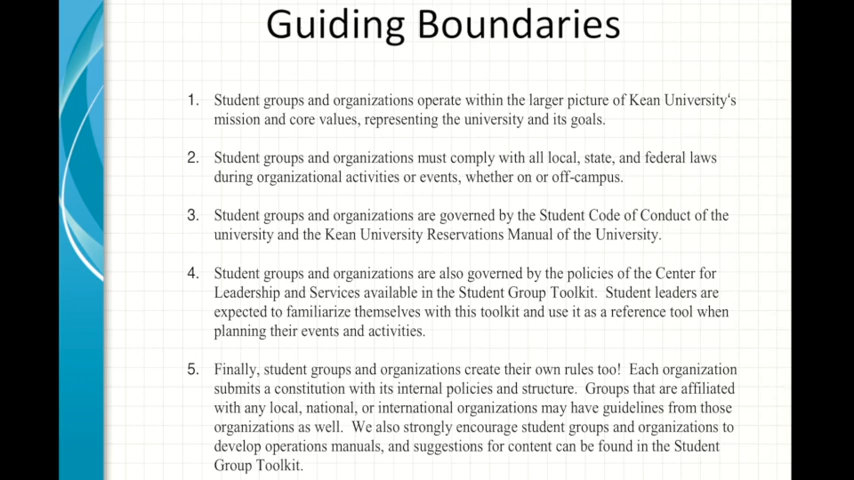 Guiding Boundaries
1. Student groups and organizations operate within the larger picture of Kean University's
mission and core values, representing the university and its goals.
2. Student groups and organizations must comply with all local, state, and federal laws
during organizational activities or events, whether on or off-campus.
3. Student groups and organizations are governed by the Student Code of Conduct of the
university and the Kean University Reservations Manual of the University.
4. Student groups and organizations are also governed by the policies of the Center for
Leadership and Services available in the Student Group Toolkit. Student leaders are
expected to familiarize themselves with this toolkit and use it as a reference tool when
planning their events and activities.
5. Finally, student groups and organizations create their own rules too! Each organization
submits a constitution with its internal policies and structure. Groups that are affiliated
with any local, national, or international organizations may have guidelines from those
organizations as well. We also strongly encourage student groups and organizations to
develop operations manuals, and suggestions for content can be found in the Student
Group Toolkit.